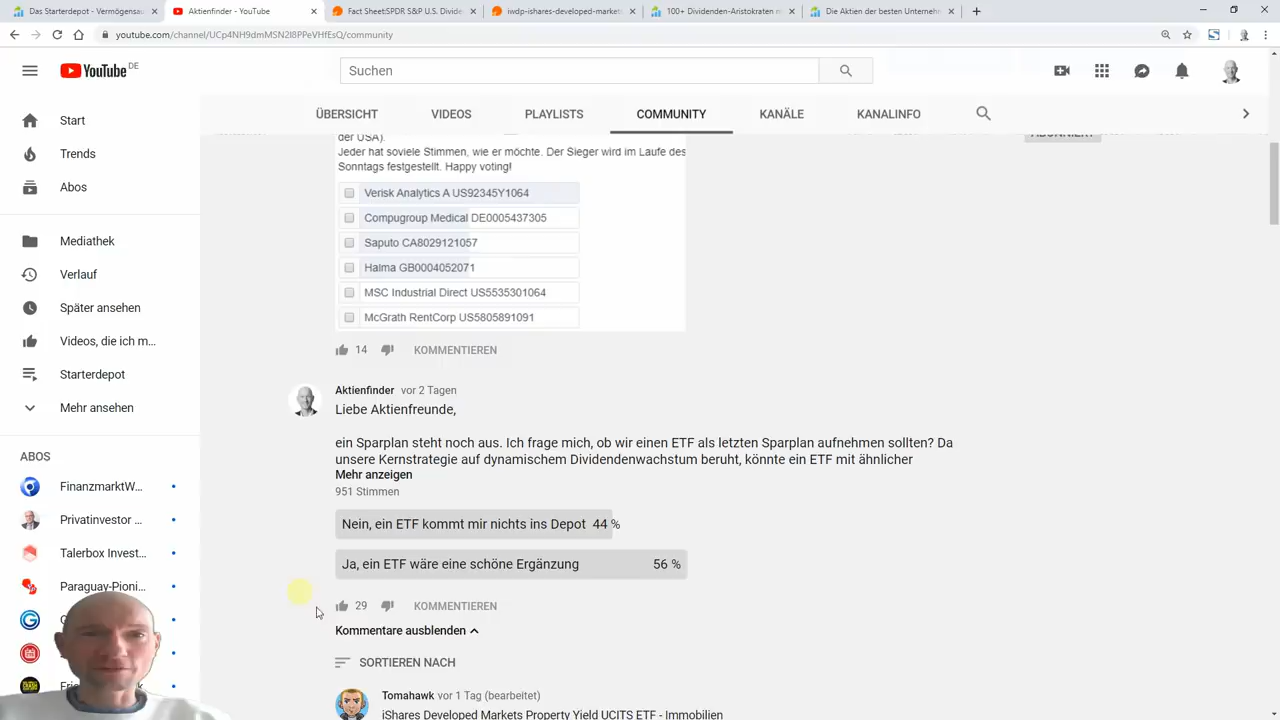 Das Starterdepot - Vermögensau
Aktienfinder - YouTube
Fact Sheet:SPDR S&P U.S. Divide
iwdp-ishares-developed-market
100+ Dividenden-Aristokraten m
Die Aktien der besten Unterneh
youtube.com/channel/UCp4NH9dmMSN2I8PPeVHfEsQ/community
YouTube DE
Suchen
ÜBERSICHT
VIDEOS
PLAYLISTS
COMMUNITY
KANÄLE
KANALINFO
Start
Trends
Abos
Mediathek
Verlauf
Später ansehen
Videos, die ich m...
Starterdepot
Mehr ansehen
ABOS
FinanzmarktW...
Privatinvestor ...
Talerbox Invest...
Paraguay-Pioni...
der USA).
Jeder hat soviele Stimmen, wie er möchte. Der Sieger wird im Laufe des
Sonntags festgestellt. Happy voting!
Verisk Analytics A US92345Y1064
Compugroup Medical DE0005437305
Saputo CA8029121057
Halma GB0004052071
MSC Industrial Direct US5535301064
McGrath RentCorp US5805891091
14 KOMMENTIEREN
Aktienfinder vor 2 Tagen
Liebe Aktienfreunde,
ein Sparplan steht noch aus. Ich frage mich, ob wir einen ETF als letzten Sparplan aufnehmen sollten? Da
unsere Kernstrategie auf dynamischem Dividendenwachstum beruht, könnte ein ETF mit ähnlicher
Mehr anzeigen
951 Stimmen
Nein, ein ETF kommt mir nichts ins Depot 44 %
Ja, ein ETF wäre eine schöne Ergänzung 56 %
29 KOMMENTIEREN
Kommentare ausblenden
SORTIEREN NACH
Tomahawk vor 1 Tag (bearbeitet)
iShares Developed Markets Property Yield UCITS ETF - Immobilien